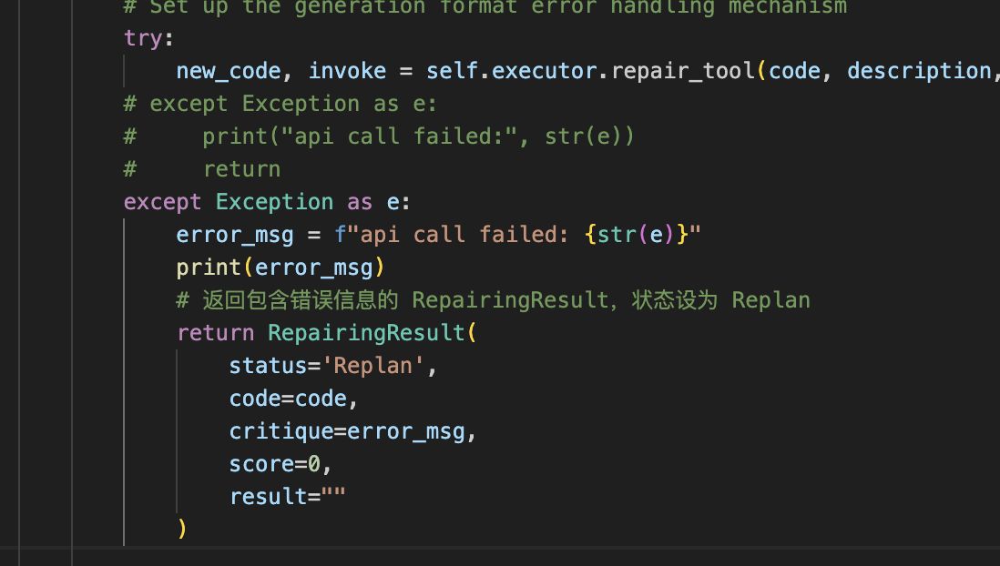 # Set up the generation format error handling mechanism
try:
    new_code, invoke = self.executor.repair_tool(code, description,
# except Exception as e:
#     print("api call failed:", str(e))
#     return
except Exception as e:
    error_msg = f"api call failed: {str(e)}"
    print(error_msg)
    # 返回包含错误信息的 RepairingResult，状态设为 Replan
    return RepairingResult(
        status='Replan',
        code=code,
        critique=error_msg,
        score=0,
        result=""
    )